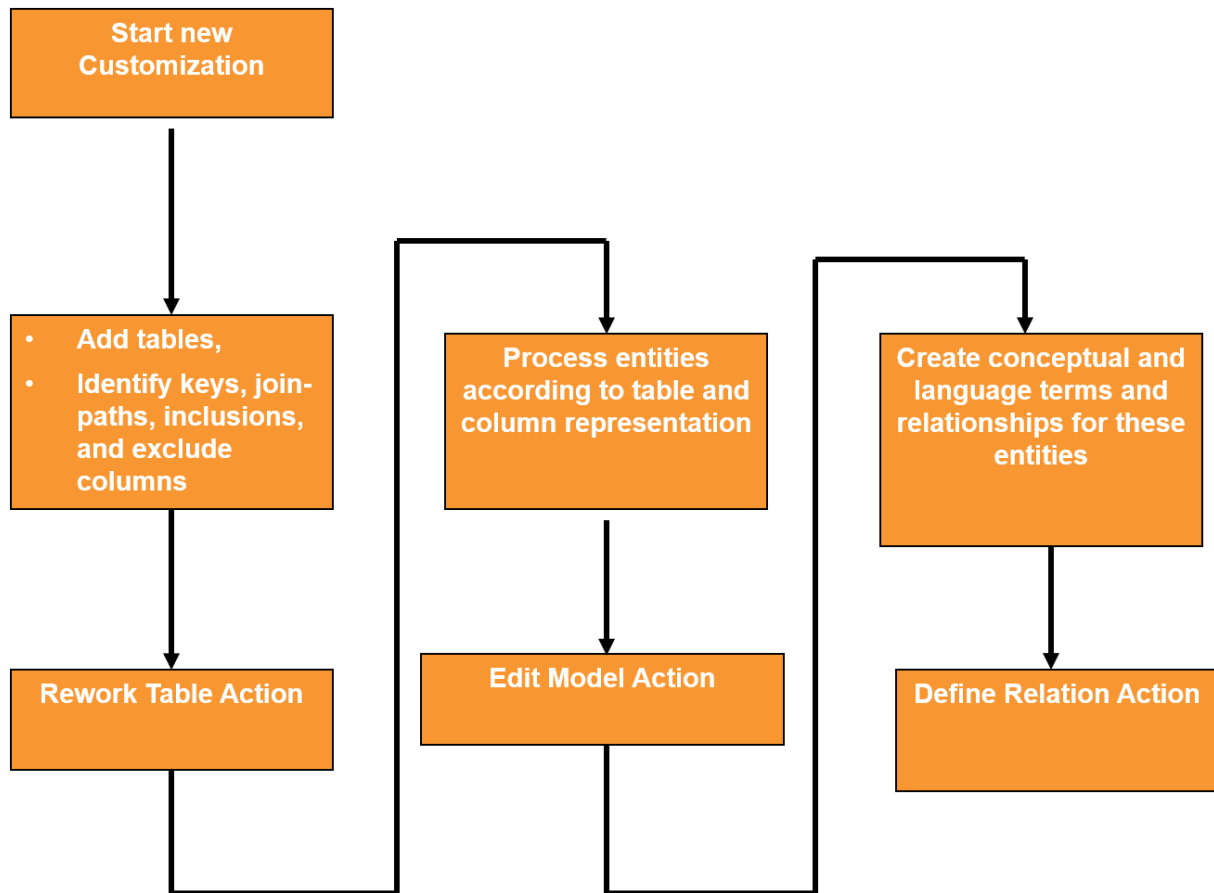 Start new
Customization
• Add tables,
• Identify keys, join-
paths, inclusions,
and exclude
columns
Rework Table Action
Process entities
according to table and
column representation
Edit Model Action
Create conceptual and
language terms and
relationships for these
entities
Define Relation Action